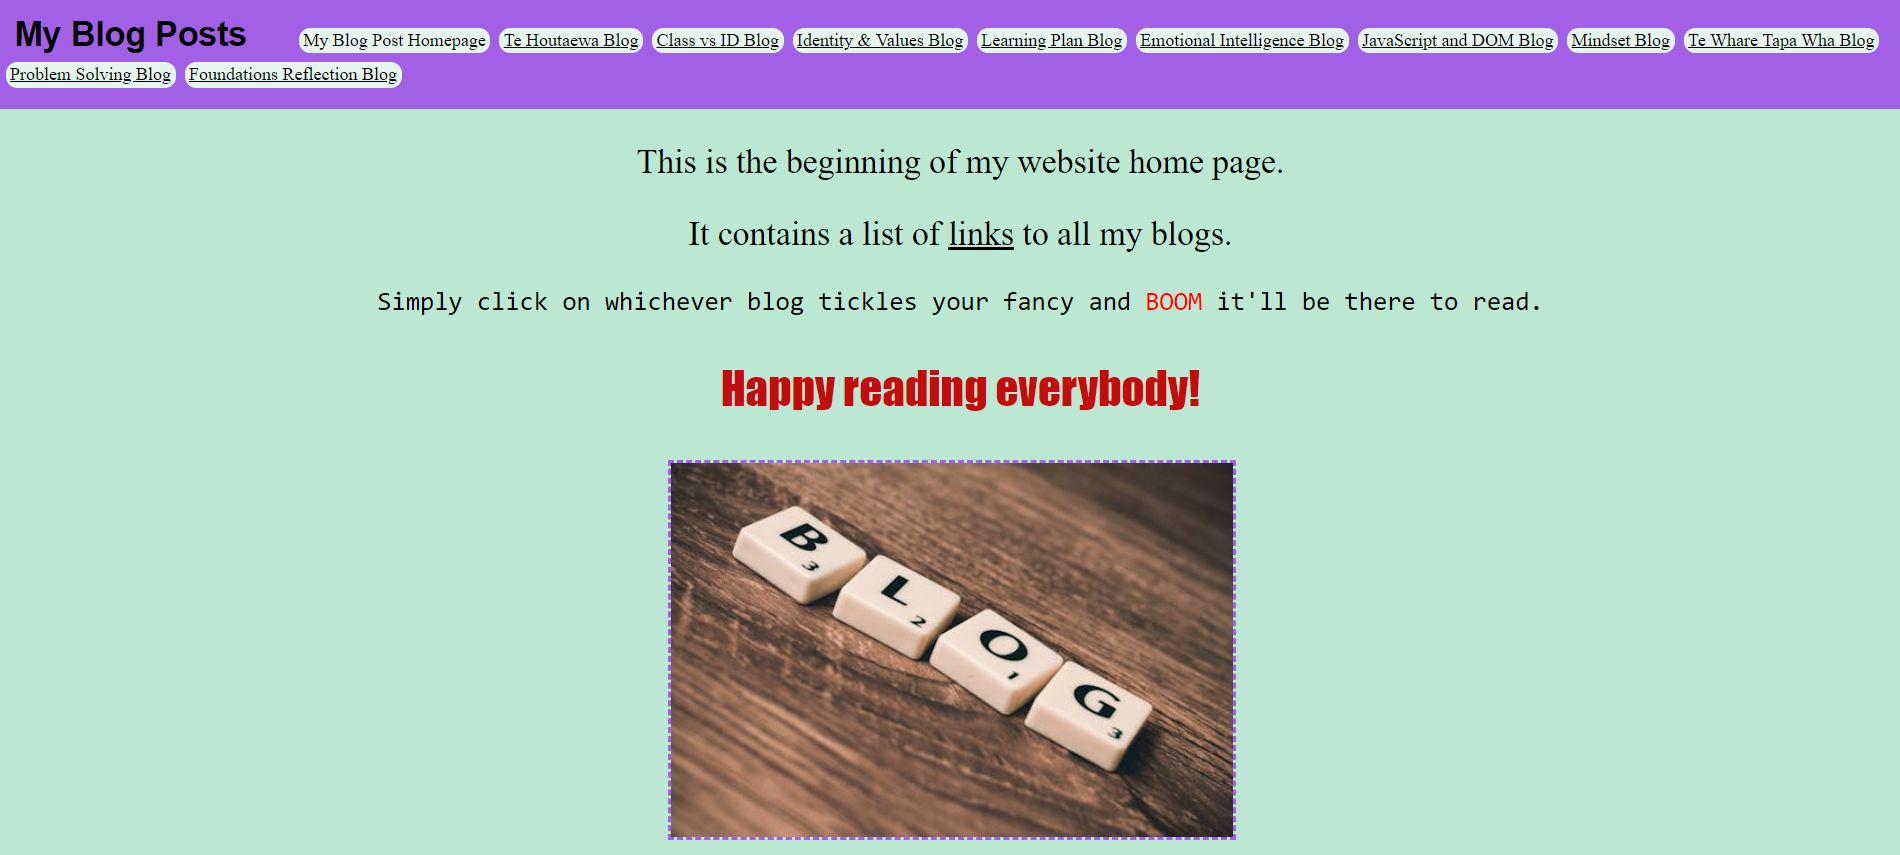 My Blog Posts My Blog Post Homepage Te Houtaewa Blog Class vs ID Blog Identity & Values Blog Learning Plan Blog Emotional Intelligence Blog JavaScript and DOM Blog Mindset Blog Te Whare Tapa Wha Blog
Problem Solving Blog Foundations Reflection Blog
This is the beginning of my website home page.
It contains a list of links to all my blogs.
Simply click on whichever blog tickles your fancy and BOOM it'll be there to read.
Happy reading everybody!
B3 L2 O1 G3